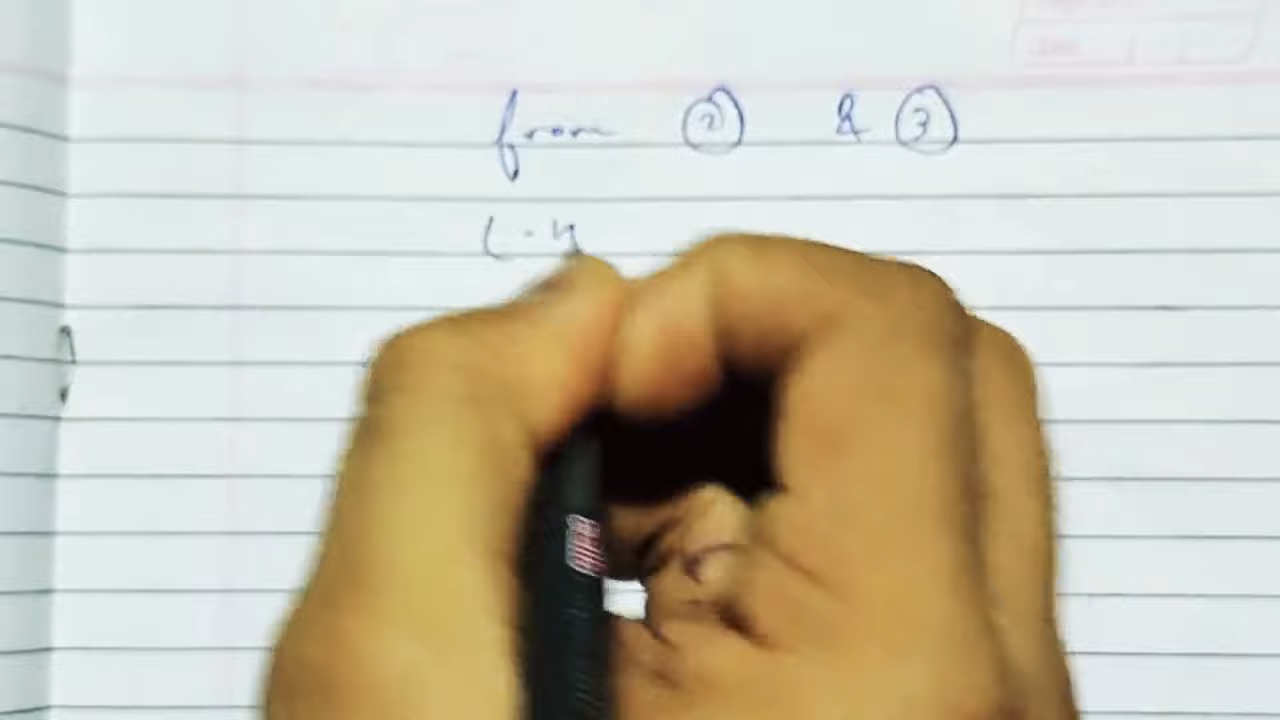 from ② & ③
(-y